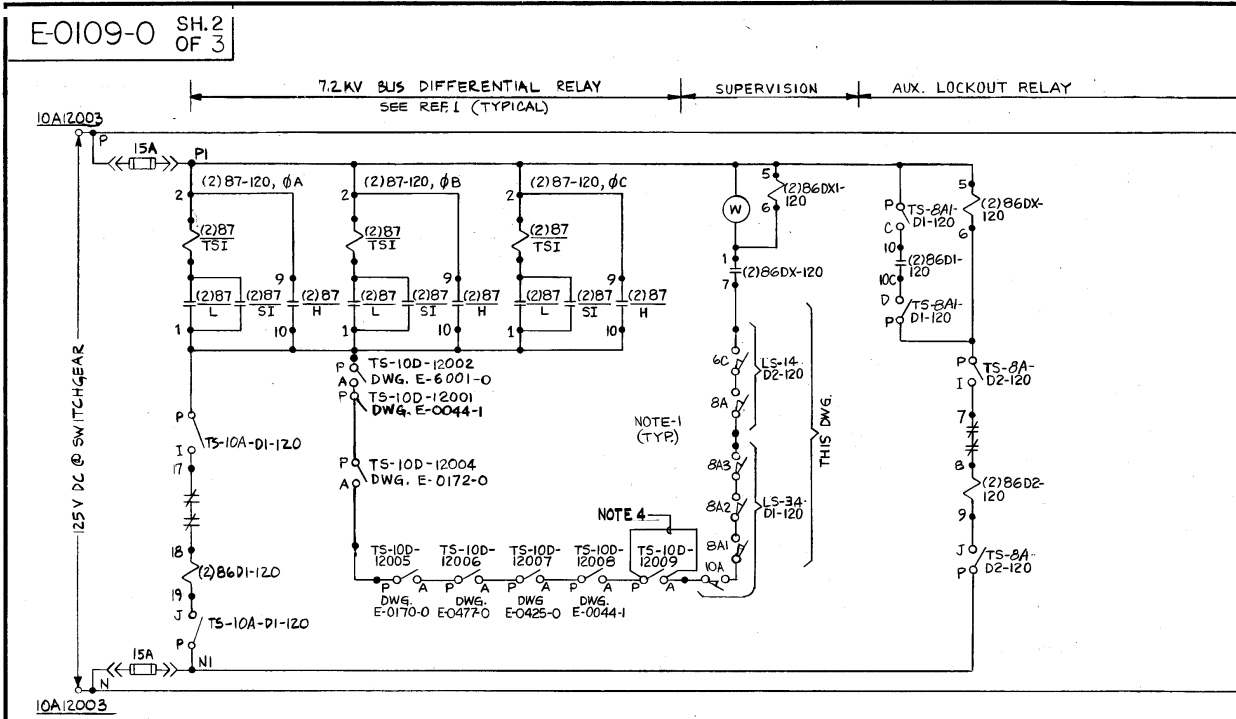 E-0109-0 SH.2
OF 3
7.2KV BUS DIFFERENTIAL RELAY
SEE REF.1 (TYPICAL)
SUPERVISION
AUX. LOCKOUT RELAY
10A12003
P
15A
P1
125 V DC @ SWITCHGEAR
2
(2)87-120, ØA
(2)87
TSI
9
(2)87
L
(2)87
SI
(2)87
H
1
10
2
(2)87-120, ØB
(2)87
TSI
9
(2)87
L
(2)87
SI
(2)87
H
1
10
2
(2)87-120, ØC
(2)87
TSI
9
(2)87
L
(2)87
SI
(2)87
H
1
10
P
I
TS-10A-D1-120
17
18
(2)86D1-120
19
J
TS-10A-D1-120
P
15A
N1
N
10A12003
P
TS-10D-12002
A
DWG. E-6001-0
P
TS-10D-12001
DWG. E-0044-1
P
TS-10D-12004
A
DWG. E-0172-0
TS-10D-
12005
P
A
DWG.
E-0170-0
TS-10D-
12006
P
A
DWG.
E-0477-0
TS-10D-
12007
P
A
DWG
E-0425-0
TS-10D-
12008
P
A
DWG.
E-0044-1
NOTE 4
TS-10D-
12009
P
A
W
5
(2)86DX1-
120
6
1
(2)86DX-120
7
6C
8A
LS-14
D2-120
NOTE-1
(TYP.)
8A3
8A2
8A1
10A
LS-34-
D1-120
THIS DWG.
P
TS-8A1-
D1-120
C
10
(2)86D1-
120
10C
D
TS-8A1-
D1-120
P
5
(2)86DX-
120
6
P
TS-8A-
D2-120
I
7
8
(2)86D2-
120
9
J
TS-8A-
D2-120
P